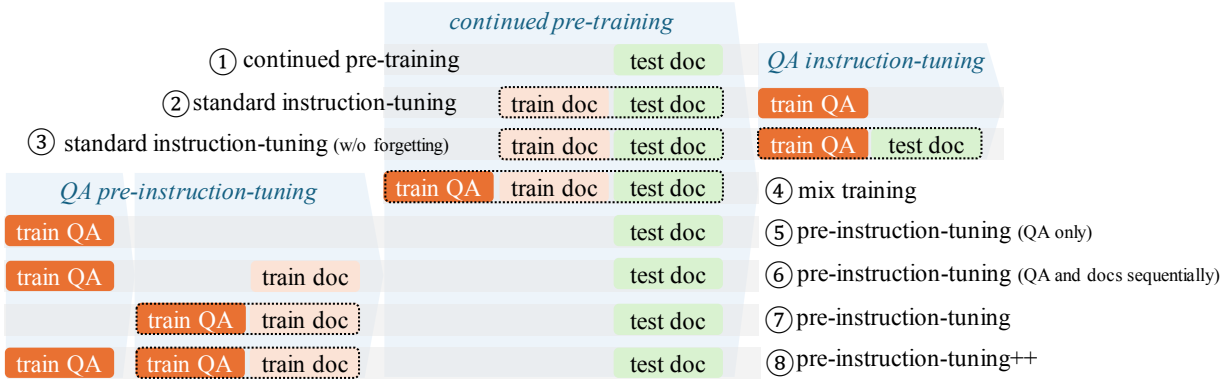 continued pre-training
① continued pre-training test doc QA instruction-tuning
② standard instruction-tuning train doc test doc train QA
③ standard instruction-tuning (w/o forgetting) train doc test doc train QA test doc
QA pre-instruction-tuning train QA train doc test doc ④ mix training
train QA test doc ⑤ pre-instruction-tuning (QA only)
train QA train doc test doc ⑥ pre-instruction-tuning (QA and docs sequentially)
train QA train doc test doc ⑦ pre-instruction-tuning
train QA train QA train doc test doc ⑧ pre-instruction-tuning++